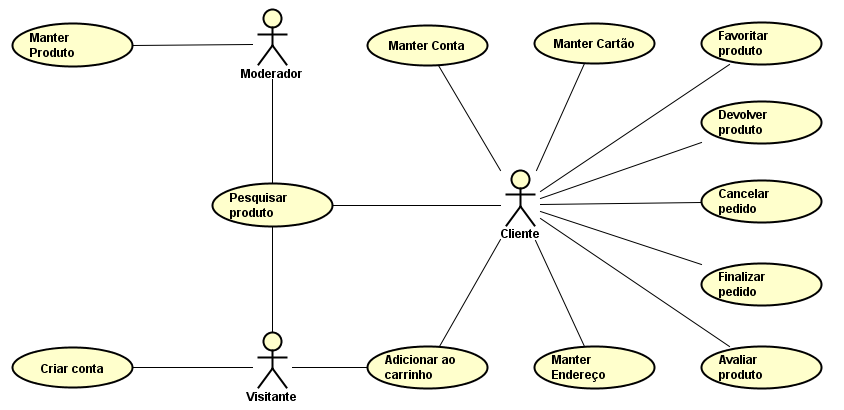 Manter
Produto
Moderador
Manter Conta
Manter Cartão
Favoritar
produto
Devolver
produto
Pesquisar
produto
Cliente
Cancelar
pedido
Finalizar
pedido
Criar conta
Visitante
Adicionar ao
carrinho
Manter
Endereço
Avaliar
produto